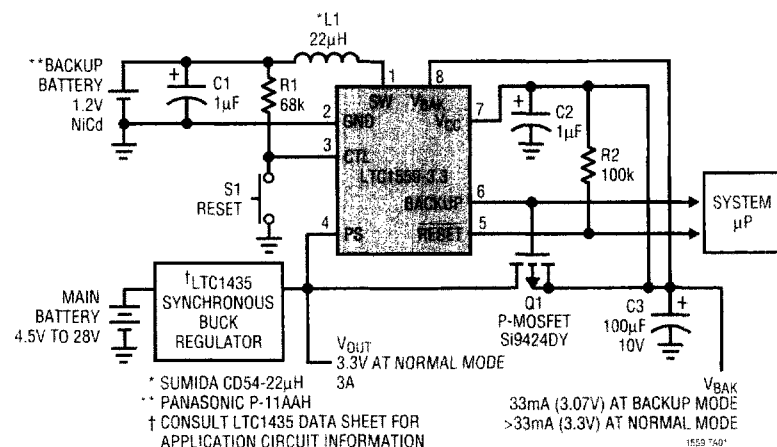 *L1
22µH
**BACKUP
BATTERY
1.2V
NiCd
+
C1
1µF
R1
68k
1
8
SW
VBAK
2
GND
7
VCC
+
C2
1µF
3
CTL
LTC1559-3.3
R2
100k
S1
RESET
BACKUP
6
4
PS
RESET
5
SYSTEM
µP
MAIN
BATTERY
4.5V TO 28V
†LTC1435
SYNCHRONOUS
BUCK
REGULATOR
Q1
P-MOSFET
Si9424DY
C3
100µF
10V
+
VOUT
3.3V AT NORMAL MODE
3A
VBAK
33mA (3.07V) AT BACKUP MODE
>33mA (3.3V) AT NORMAL MODE
* SUMIDA CD54-22µH
** PANASONIC P-11AAH
† CONSULT LTC1435 DATA SHEET FOR
APPLICATION CIRCUIT INFORMATION
1559 TA01